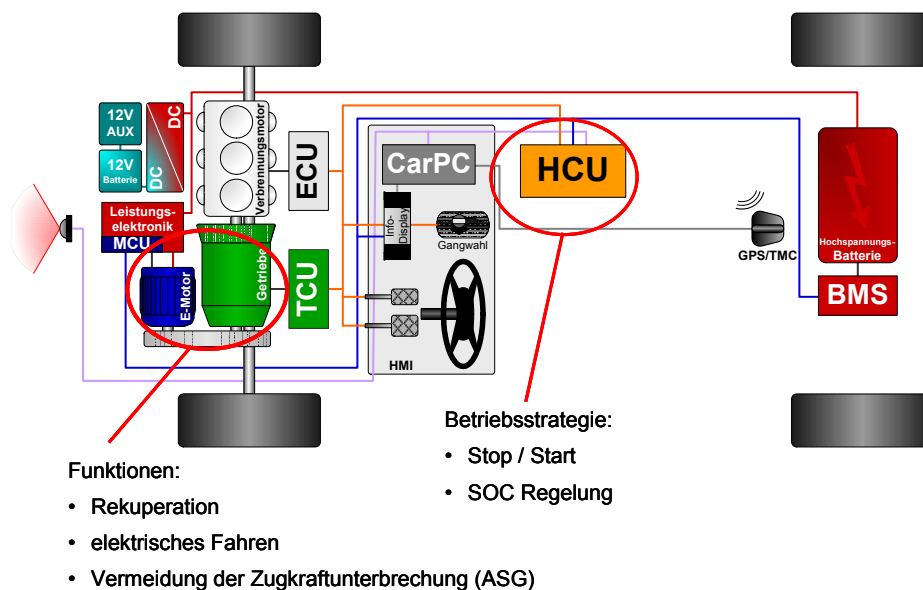 12V
AUX
DC
DC
12V
Batterie
Verbrennungsmotor
ECU
Leistungs-
elektronik
MCU
E-Motor
Getriebe
TCU
CarPC
Info-
Display
Gangwahl
HMI
HCU
GPS/TMC
Hochspannungs-
Batterie
BMS
Betriebsstrategie:
• Stop / Start
• SOC Regelung
Funktionen:
• Rekuperation
• elektrisches Fahren
• Vermeidung der Zugkraftunterbrechung (ASG)